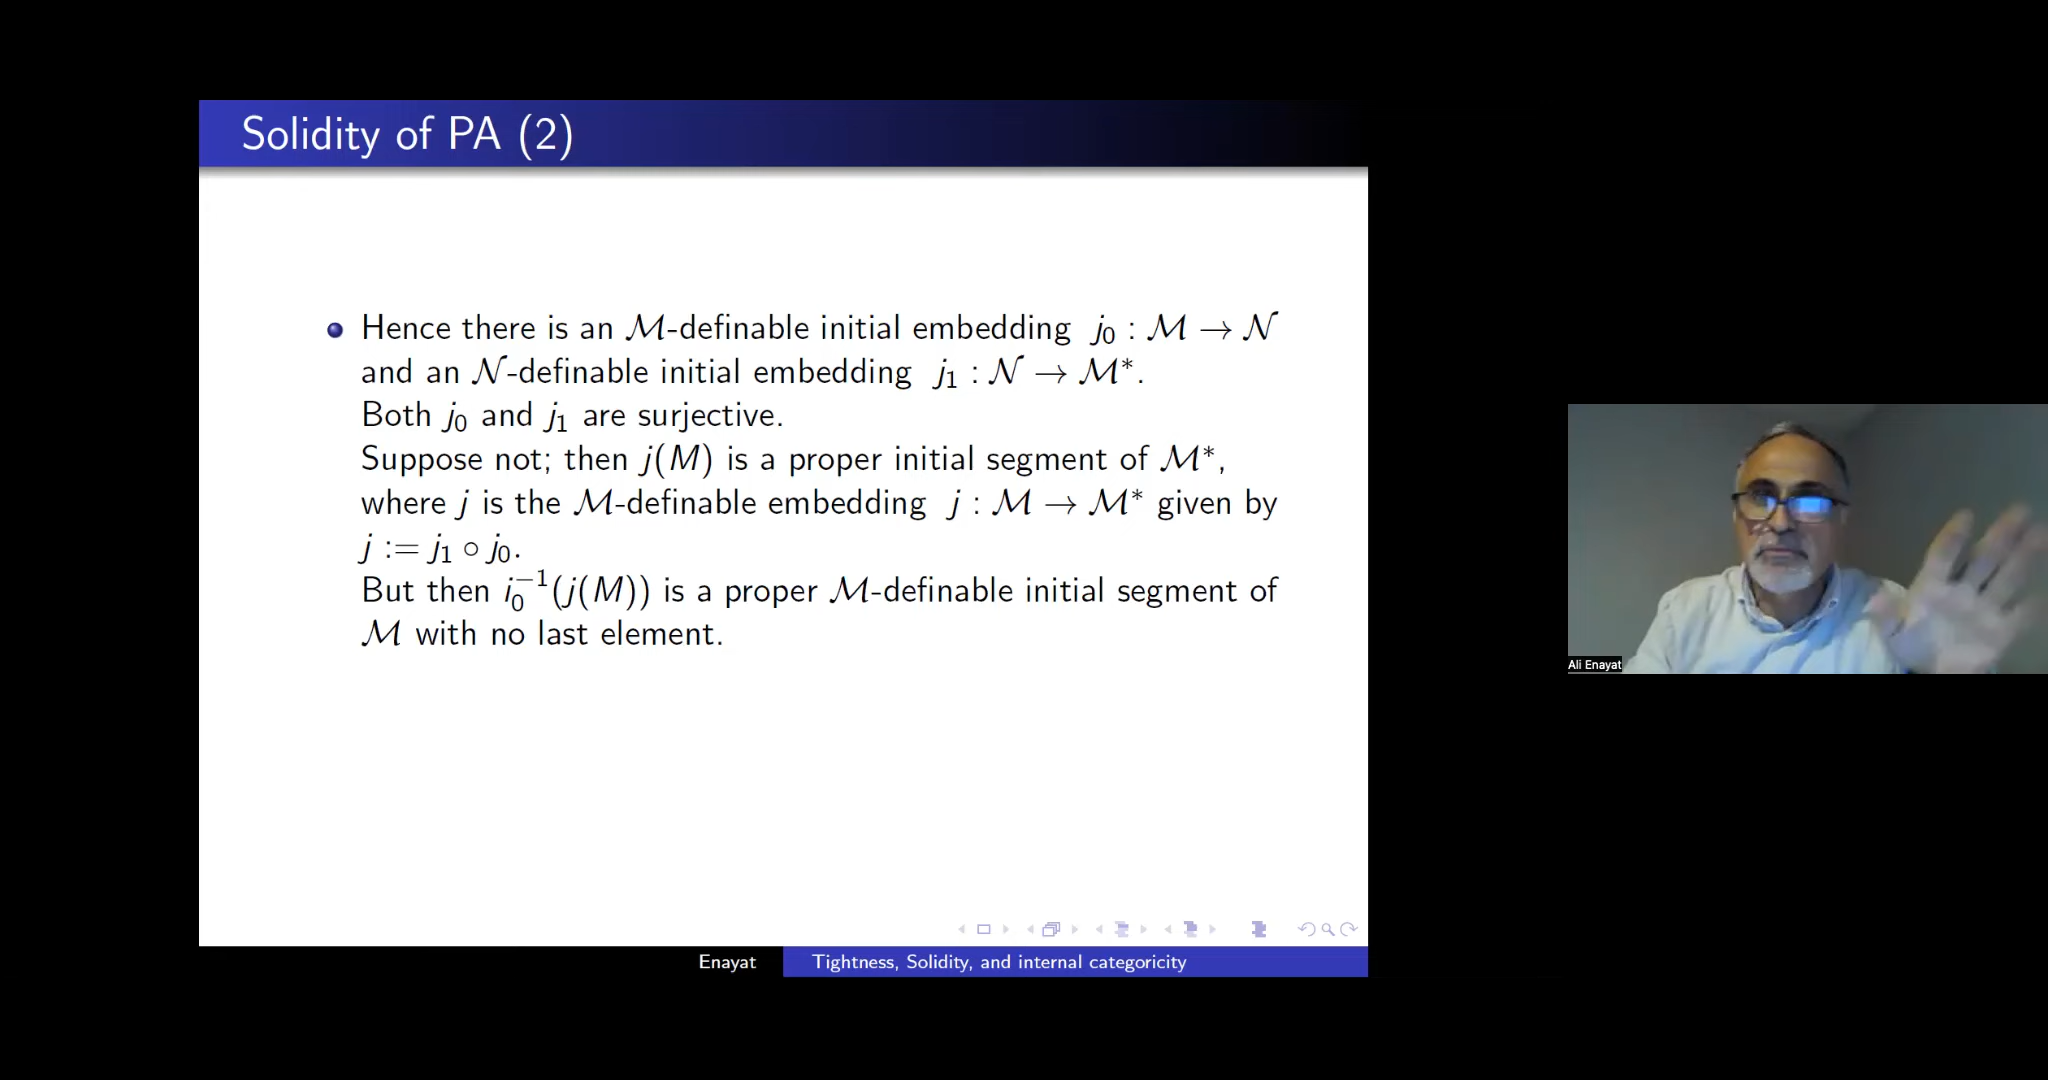 Solidity of PA (2)
Hence there is an ℳ-definable initial embedding j₀ : ℳ → 𝒩
and an 𝒩-definable initial embedding j₁ : 𝒩 → ℳ*.
Both j₀ and j₁ are surjective.
Suppose not; then j(M) is a proper initial segment of ℳ*,
where j is the ℳ-definable embedding j : ℳ → ℳ* given by
j := j₁ ∘ j₀.
But then i₀⁻¹(j(M)) is a proper ℳ-definable initial segment of
ℳ with no last element.
Ali Enayat
Enayat
Tightness, Solidity, and internal categoricity